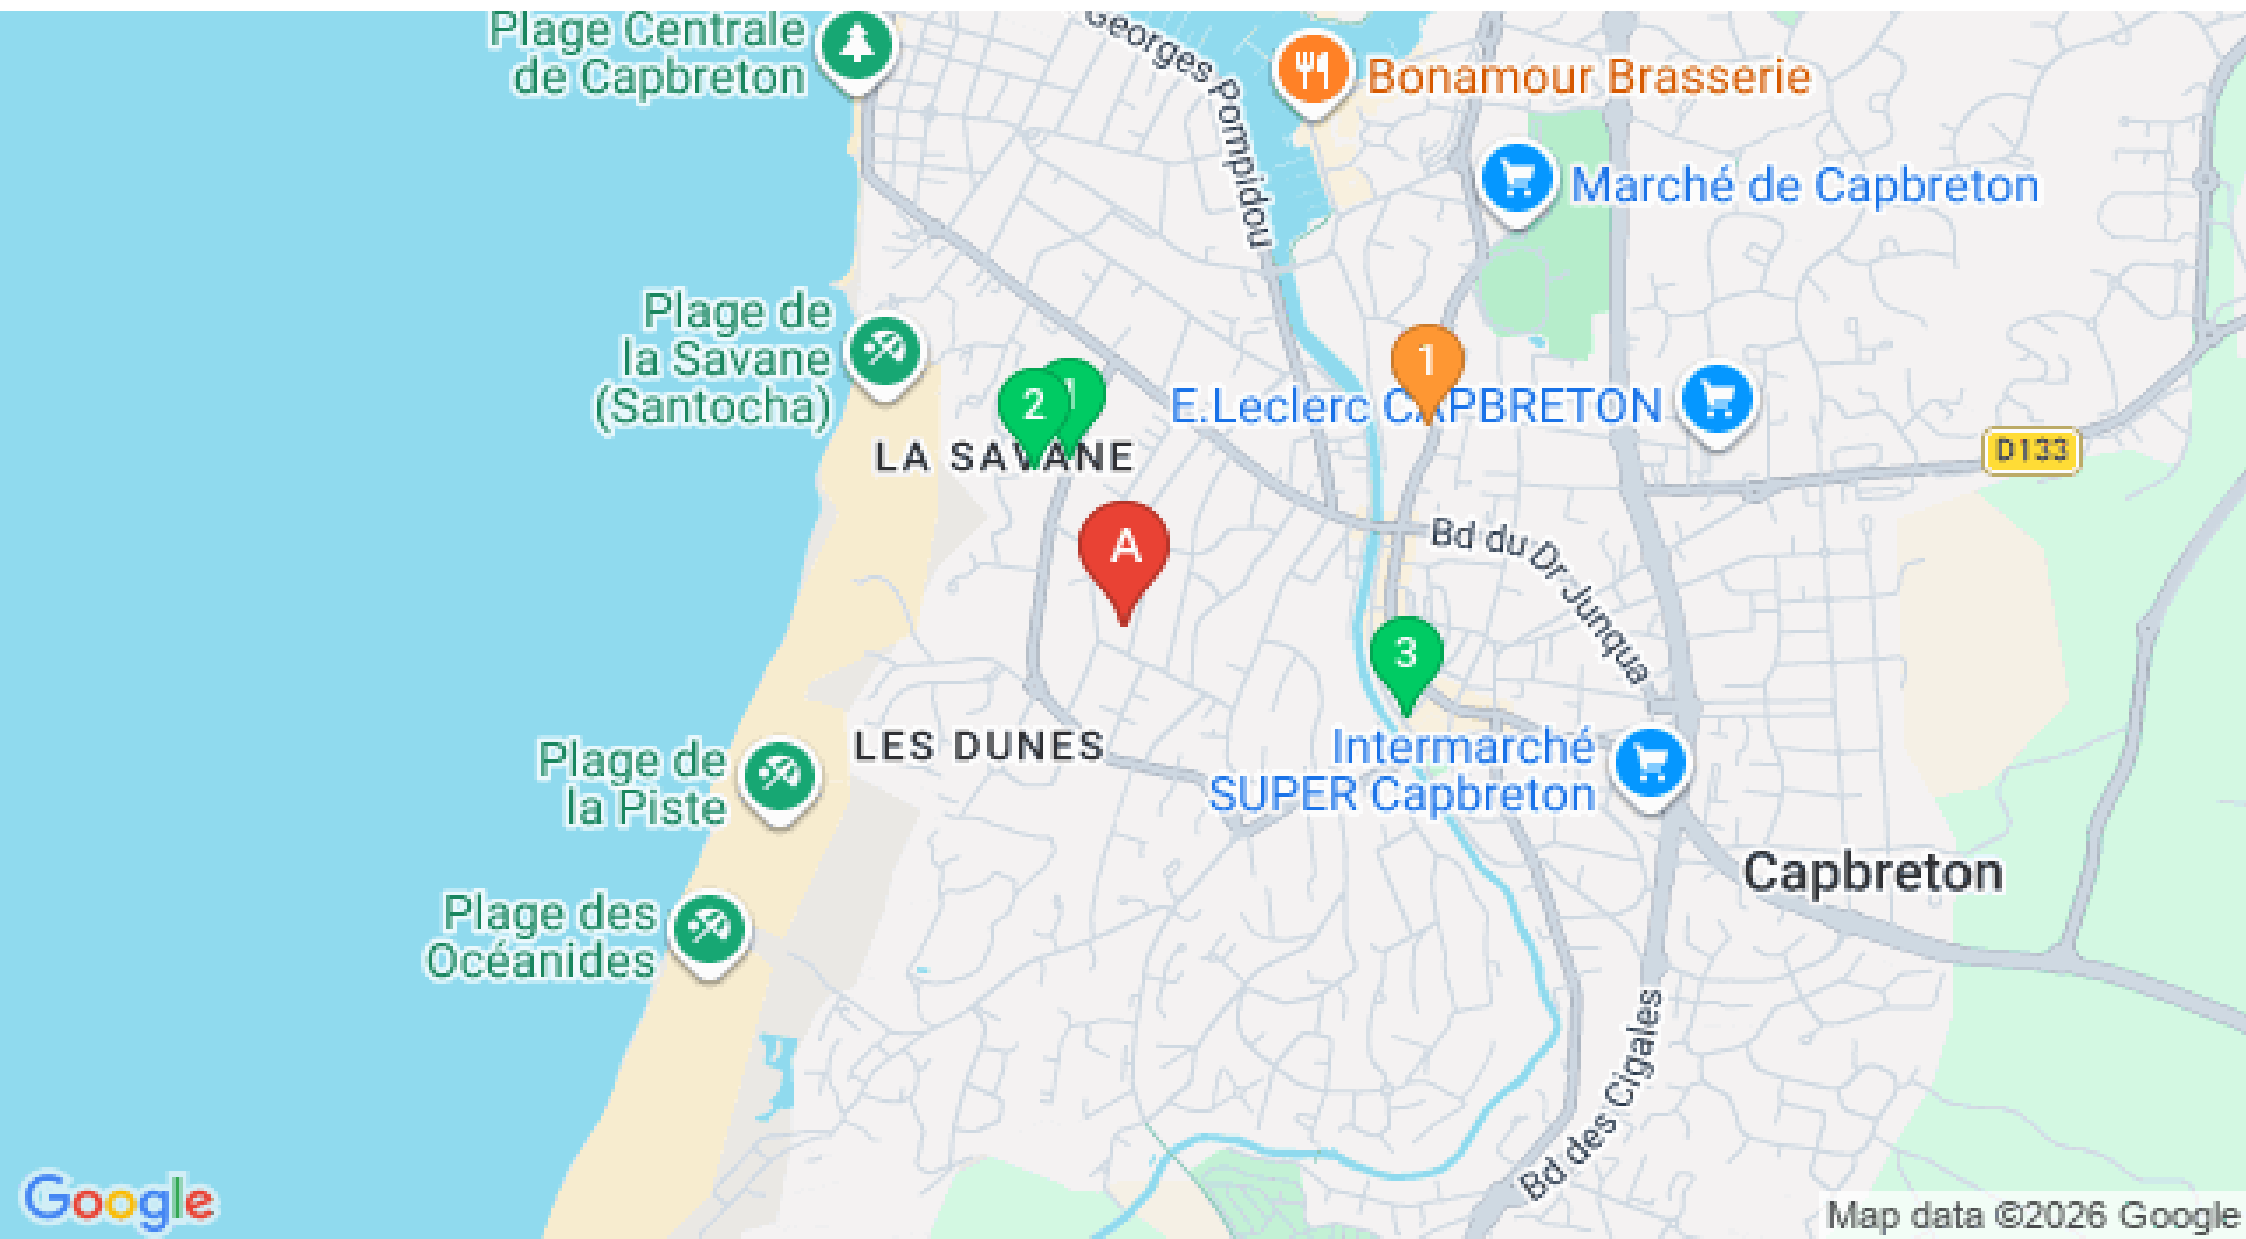 Plage Centrale
de Capbreton
Georges Pompidou
Bonamour Brasserie
Marché de Capbreton
Plage de
la Savane
(Santocha)
2
1
1
E.Leclerc CAPBRETON
LA SAVANE
D133
A
Bd du Dr Junqua
3
LES DUNES
Plage de
la Piste
Intermarché
SUPER Capbreton
Capbreton
Plage des
Océanides
Bd des Cigales
Google
Map data ©2026 Google